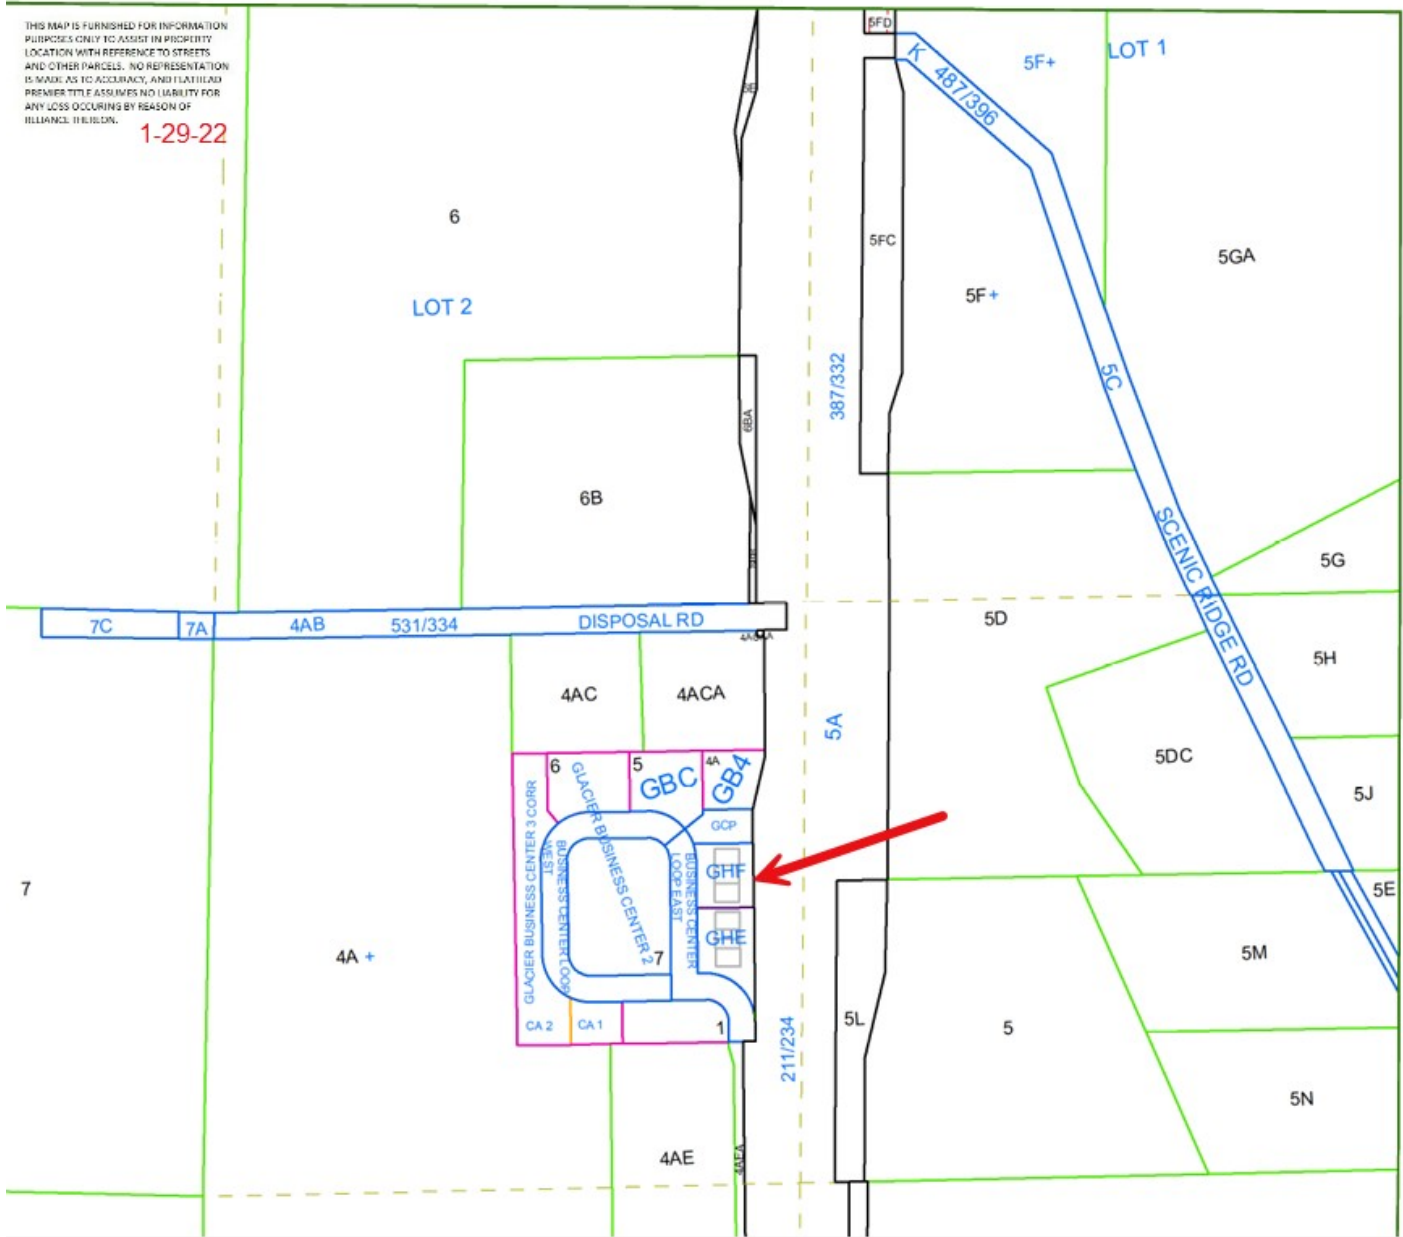 THIS MAP IS FURNISHED FOR INFORMATION
PURPOSES ONLY TO ASSIST IN PROPERTY
LOCATION WITH REFERENCE TO STREETS
AND OTHER PARCELS. NO REPRESENTATION
IS MADE AS TO ACCURACY, AND FLATHEAD
PREMIER TITLE ASSUMES NO LIABILITY FOR
ANY LOSS OCCURING BY REASON OF
RELIANCE THEREON.
1-29-22
5FD
K 487/396
5F+
LOT 1
5E
6
5FC
5GA
5F +
LOT 2
387/332
5C
6BA
6B
SCENIC RIDGE RD
5G
7C
7A
4AB
531/334
DISPOSAL RD
5D
5H
4AC
4ACA
5A
5DC
6
5
4A
GBC
GB4
5J
GCP
GLACIER BUSINESS CENTER 3 CORR
GLACIER BUSINESS CENTER 2
BUSINESS CENTER LOOP
WEST
BUSINESS CENTER
LOOP EAST
GHF
7
5E
GHE
4A +
7
5M
CA 2
CA 1
1
5L
5
211/234
5N
4AE
4AEA